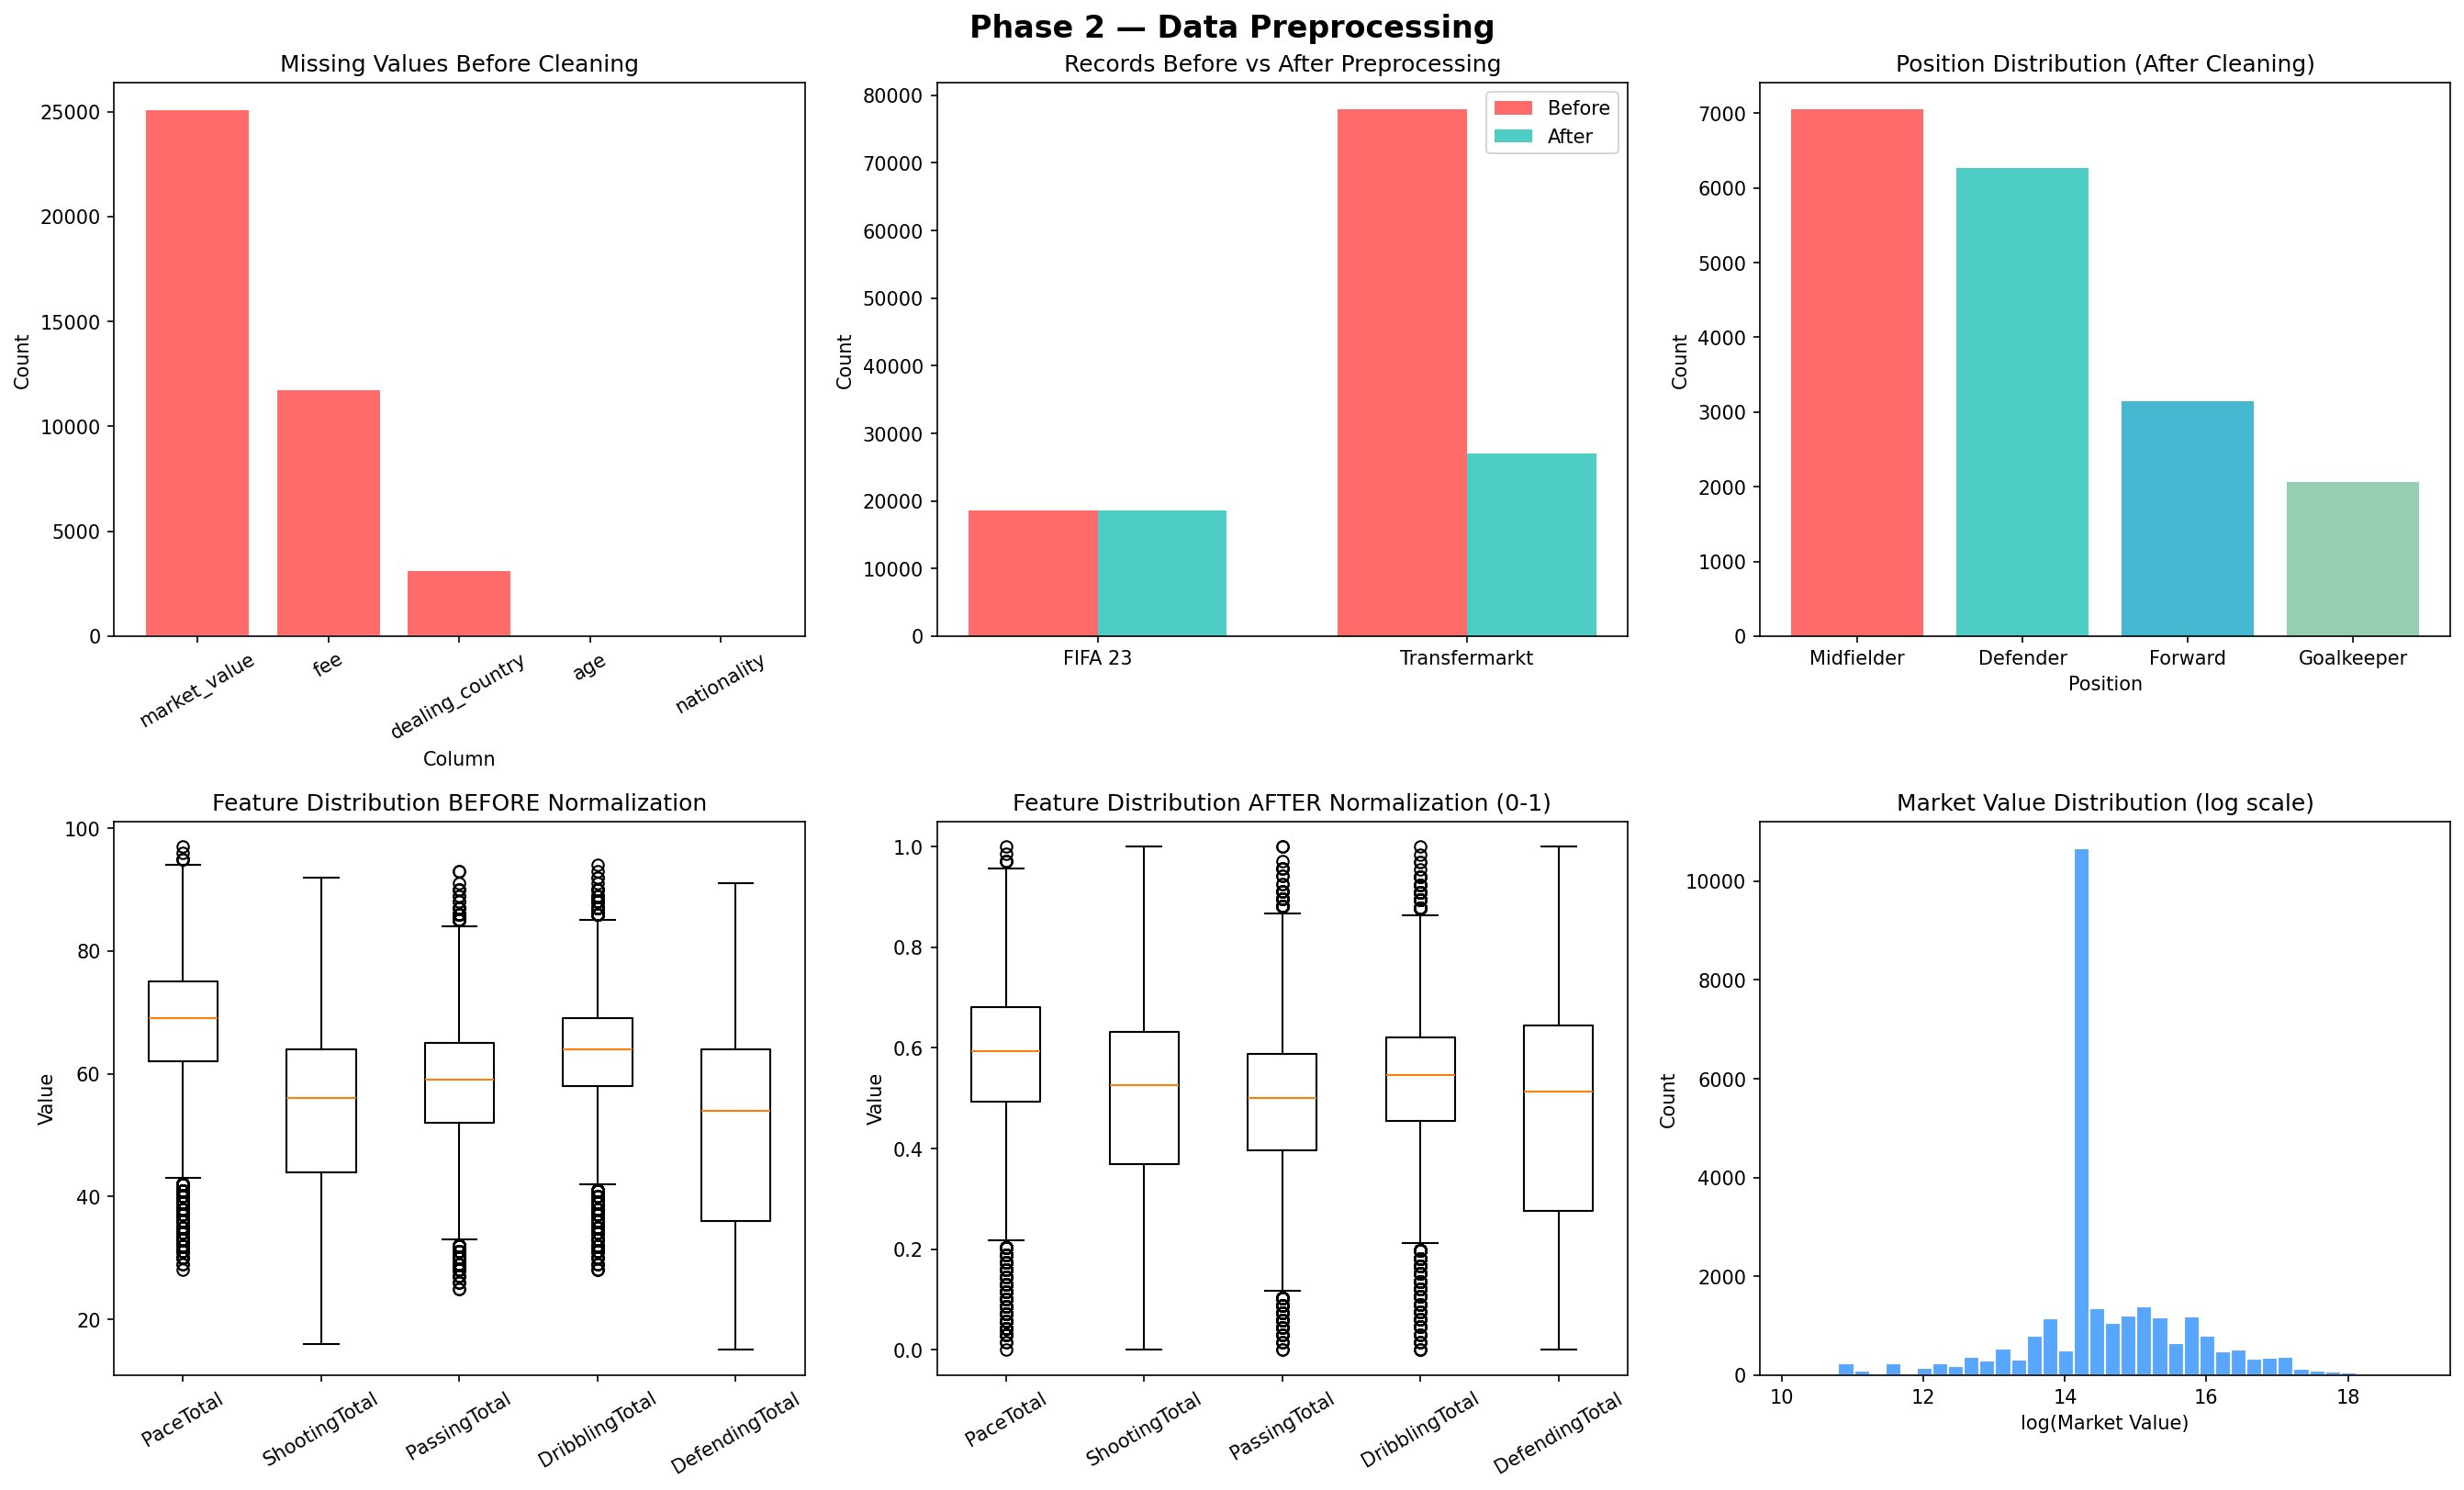 Phase 2 — Data Preprocessing
Missing Values Before Cleaning
25000
20000
15000
10000
5000
0
Count
market_value
fee
dealing_country
age
nationality
Column
Records Before vs After Preprocessing
80000
70000
60000
50000
40000
30000
20000
10000
0
Count
Before
After
FIFA 23
Transfermarkt
Position Distribution (After Cleaning)
7000
6000
5000
4000
3000
2000
1000
0
Count
Midfielder
Defender
Forward
Goalkeeper
Position
Feature Distribution BEFORE Normalization
100
80
60
40
20
Value
PaceTotal
ShootingTotal
PassingTotal
DribblingTotal
DefendingTotal
Feature Distribution AFTER Normalization (0-1)
1.0
0.8
0.6
0.4
0.2
0.0
Value
PaceTotal
ShootingTotal
PassingTotal
DribblingTotal
DefendingTotal
Market Value Distribution (log scale)
10000
8000
6000
4000
2000
0
Count
10
12
14
16
18
log(Market Value)